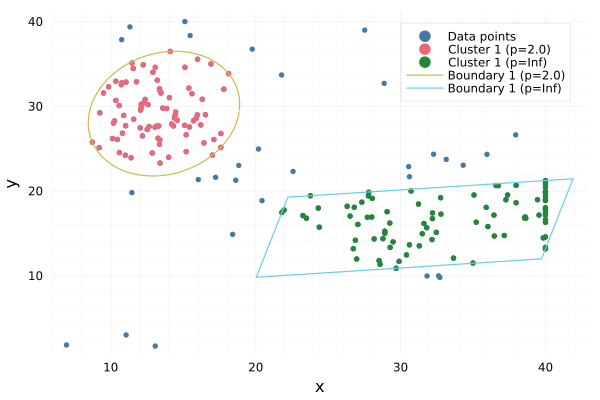 40
30
20
10
y
10
20
30
40
x
Data points
Cluster 1 (p=2.0)
Cluster 1 (p=Inf)
Boundary 1 (p=2.0)
Boundary 1 (p=Inf)